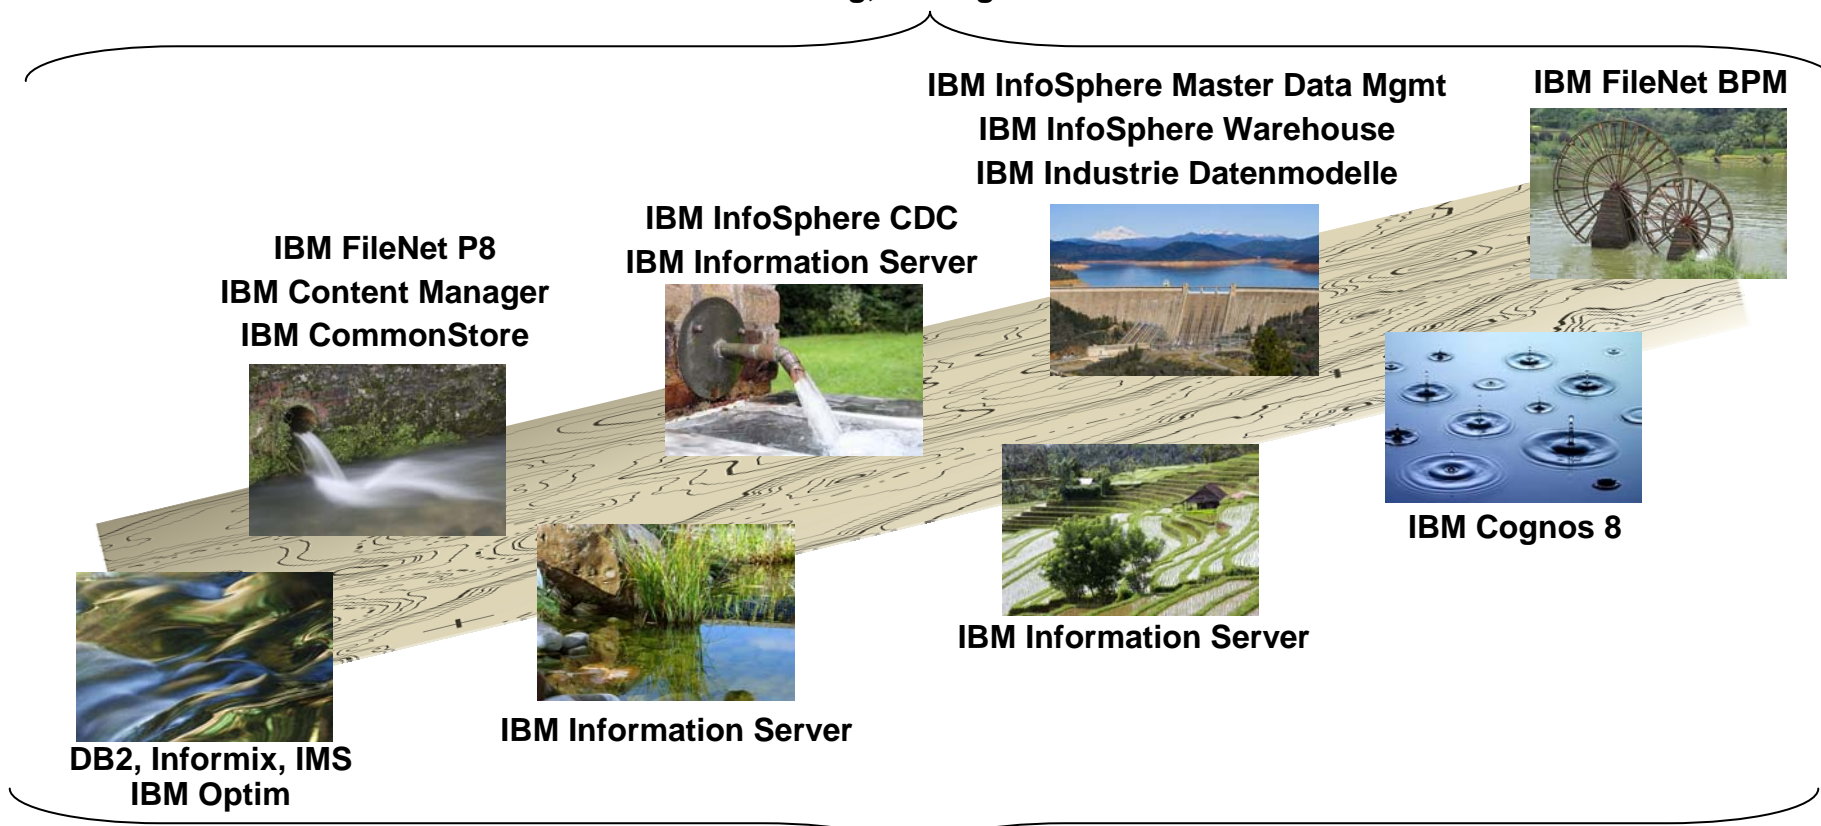 IBM InfoSphere Master Data Mgmt
IBM InfoSphere Warehouse
IBM Industrie Datenmodelle
IBM FileNet BPM
IBM InfoSphere CDC
IBM Information Server
IBM FileNet P8
IBM Content Manager
IBM CommonStore
IBM Cognos 8
IBM Information Server
IBM Information Server
DB2, Informix, IMS
IBM Optim